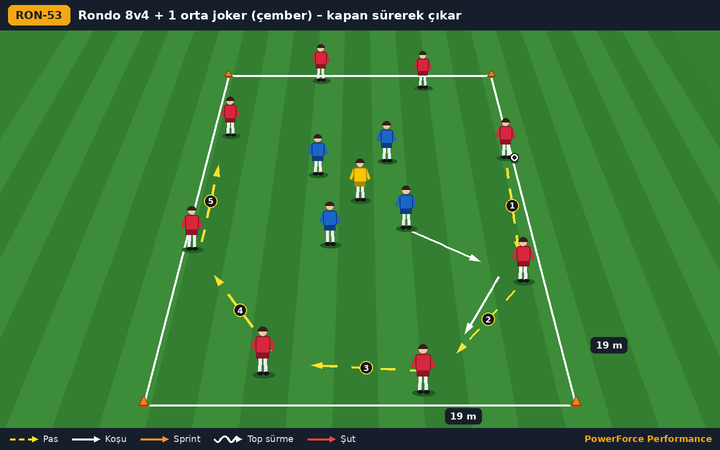 RON-53 Rondo 8v4 + 1 orta joker (çember) – kapan sürerek çıkar
1
5
2
4
3
19 m
19 m
Pas Koşu Sprint Top sürme Şut PowerForce Performance